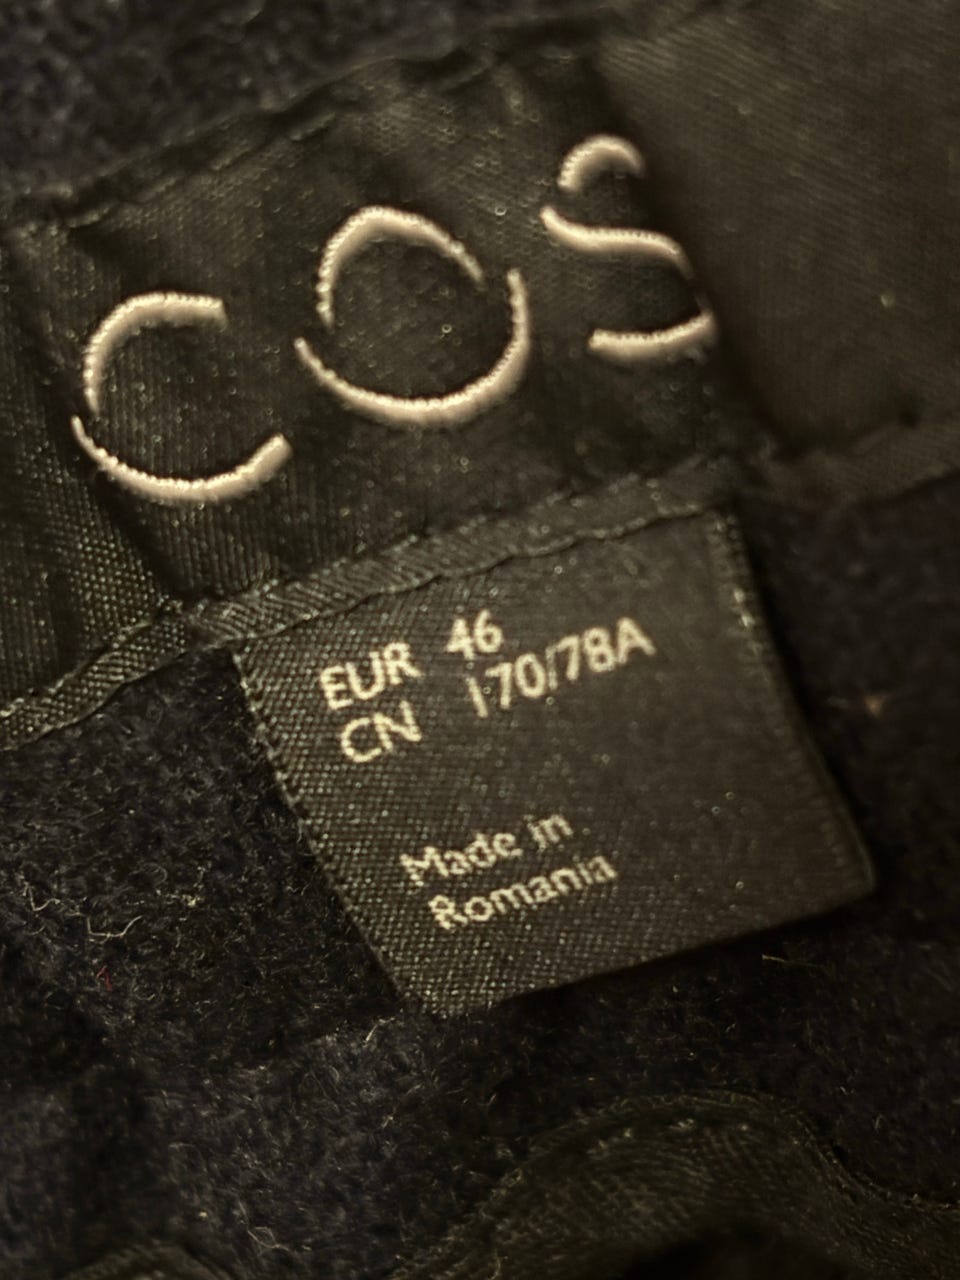 COS
EUR 46
CN 170/78A
Made in
Romania